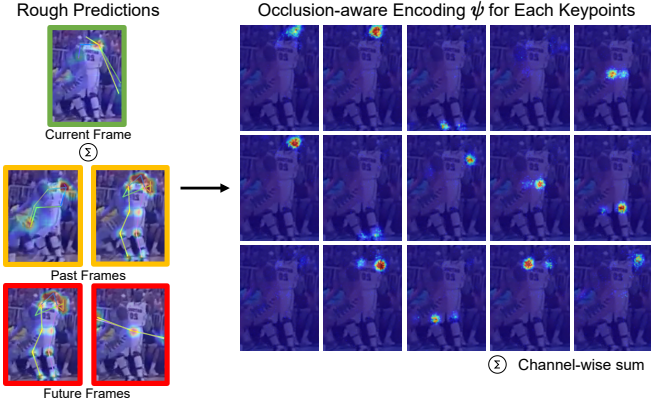 Rough Predictions
Occlusion-aware Encoding ψ for Each Keypoints
Current Frame
Σ
Past Frames
Future Frames
Σ Channel-wise sum